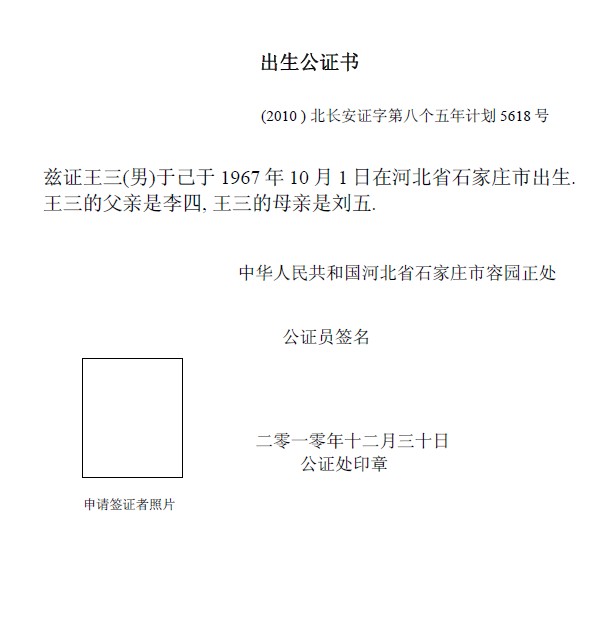 出生公证书
(2010 ) 北长安证字第八个五年计划 5618 号
兹证王三(男)于己于 1967 年 10 月 1 日在河北省石家庄市出生.
王三的父亲是李四, 王三的母亲是刘五.
中华人民共和国河北省石家庄市容园正处
公证员签名
二零一零年十二月三十日
公证处印章
申请签证者照片